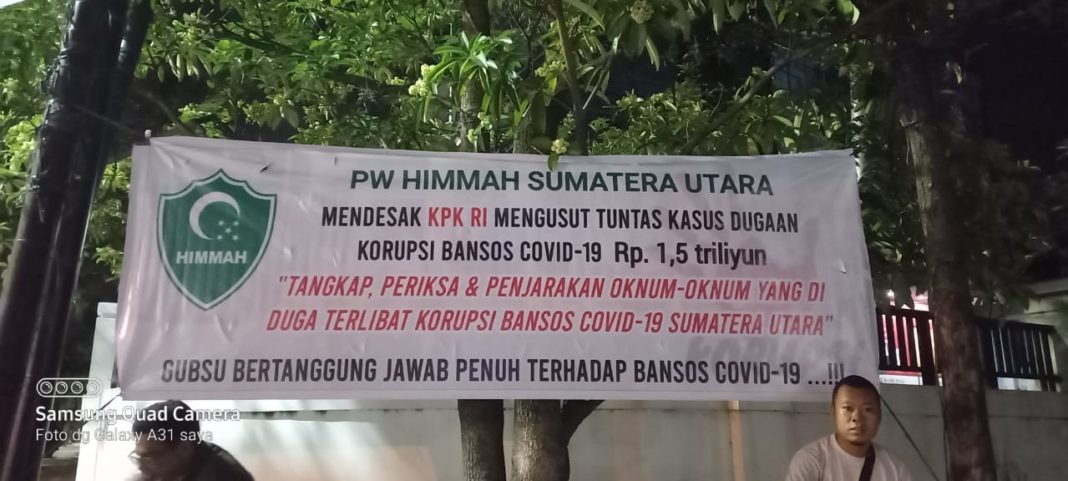 PW HIMMAH SUMATERA UTARA
MENDESAK KPK RI MENGUSUT TUNTAS KASUS DUGAAN
KORUPSI BANSOS COVID-19 Rp. 1,5 triliyun
"TANGKAP, PERIKSA & PENJARAKAN OKNUM-OKNUM YANG DI
DUGA TERLIBAT KORUPSI BANSOS COVID-19 SUMATERA UTARA"
GUBSU BERTANGGUNG JAWAB PENUH TERHADAP BANSOS COVID-19 ...!!!
HIMMAH
Samsung Quad Camera
Foto dg Galaxy A31 saya